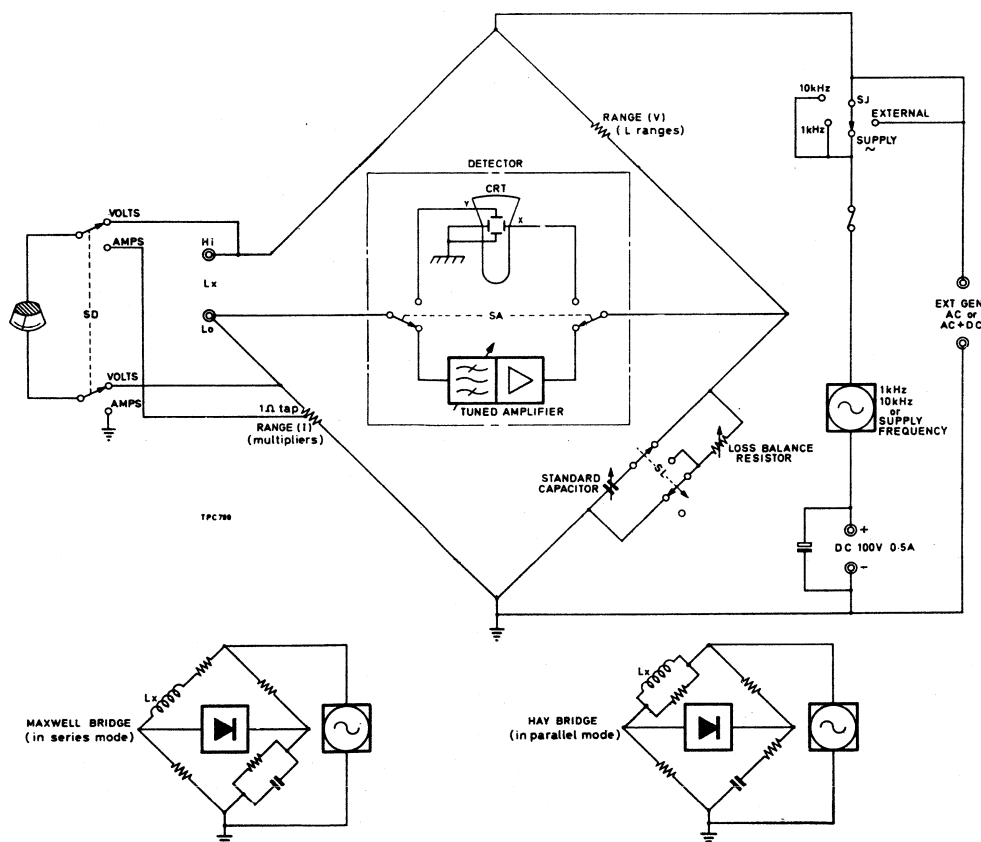 10kHz
SJ
EXTERNAL
1kHz
SUPPLY
~
RANGE (V)
(L ranges)
DETECTOR
CRT
Y
X
VOLTS
AMPS
Hi
Lx
Lo
SD
SA
EXT GEN
AC or
AC+DC
VOLTS
AMPS
1Ω tap
RANGE (I)
(multipliers)
TUNED AMPLIFIER
1kHz
10kHz
or
SUPPLY
FREQUENCY
LOSS BALANCE
RESISTOR
SL
STANDARD
CAPACITOR
TPC798
+
DC 100V 0·5A
−
Lx
MAXWELL BRIDGE
(in series mode)
Lx
HAY BRIDGE
(in parallel mode)